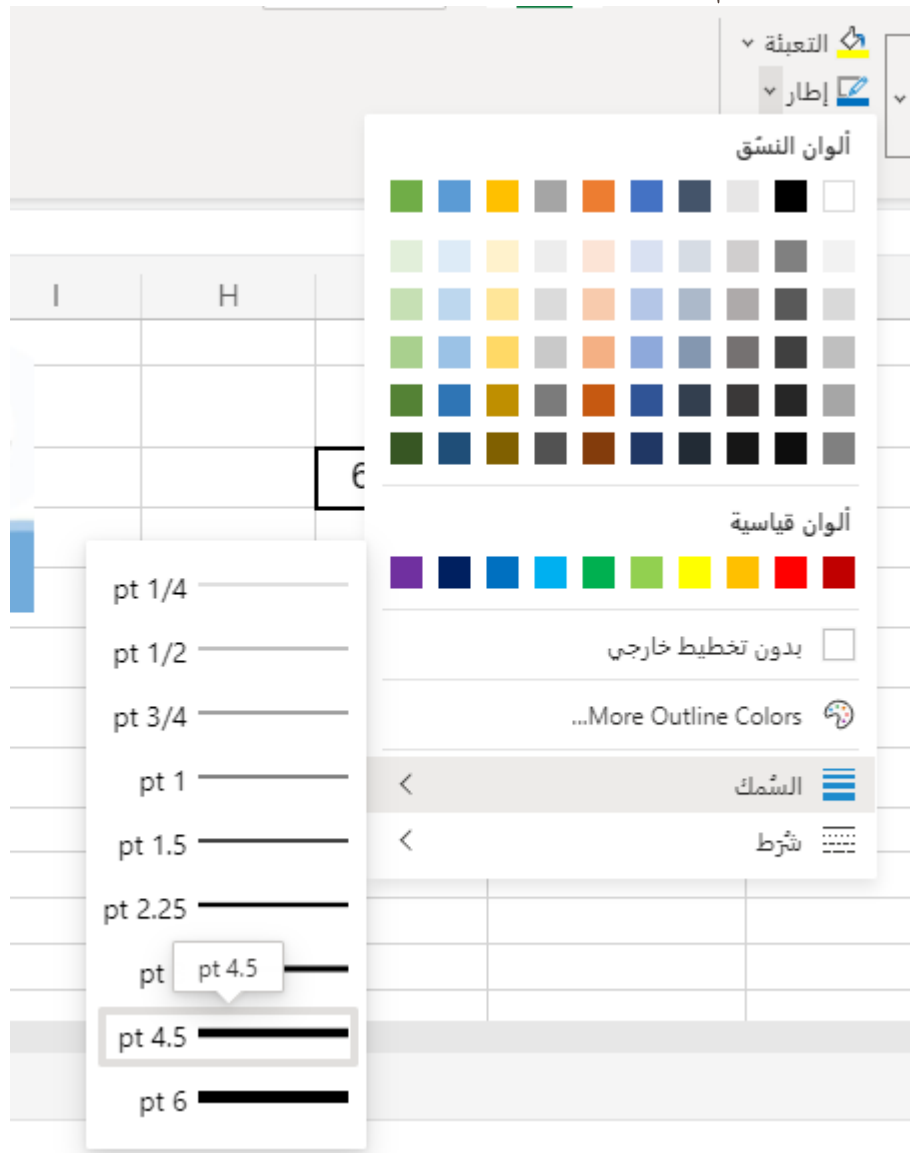 التعبئة
إطار
ألوان النسّق
I
H
6
ألوان قياسية
بدون تخطيط خارجي
More Outline Colors...
السُمك
شُرَط
pt 1/4
pt 1/2
pt 3/4
pt 1
pt 1.5
pt 2.25
pt
pt 4.5
pt 4.5
pt 6